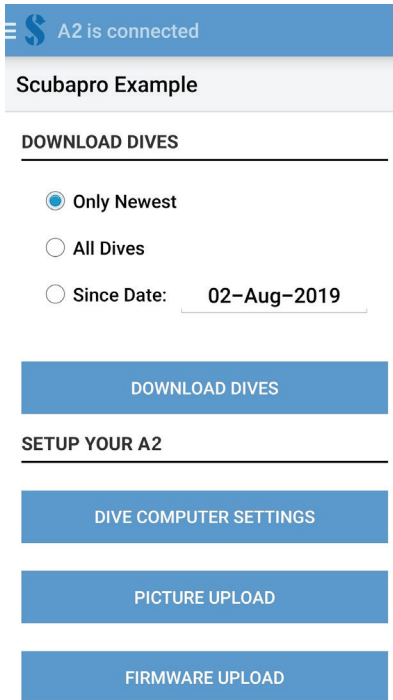 A2 is connected
Scubapro Example
DOWNLOAD DIVES
Only Newest
All Dives
Since Date: 02-Aug-2019
DOWNLOAD DIVES
SETUP YOUR A2
DIVE COMPUTER SETTINGS
PICTURE UPLOAD
FIRMWARE UPLOAD